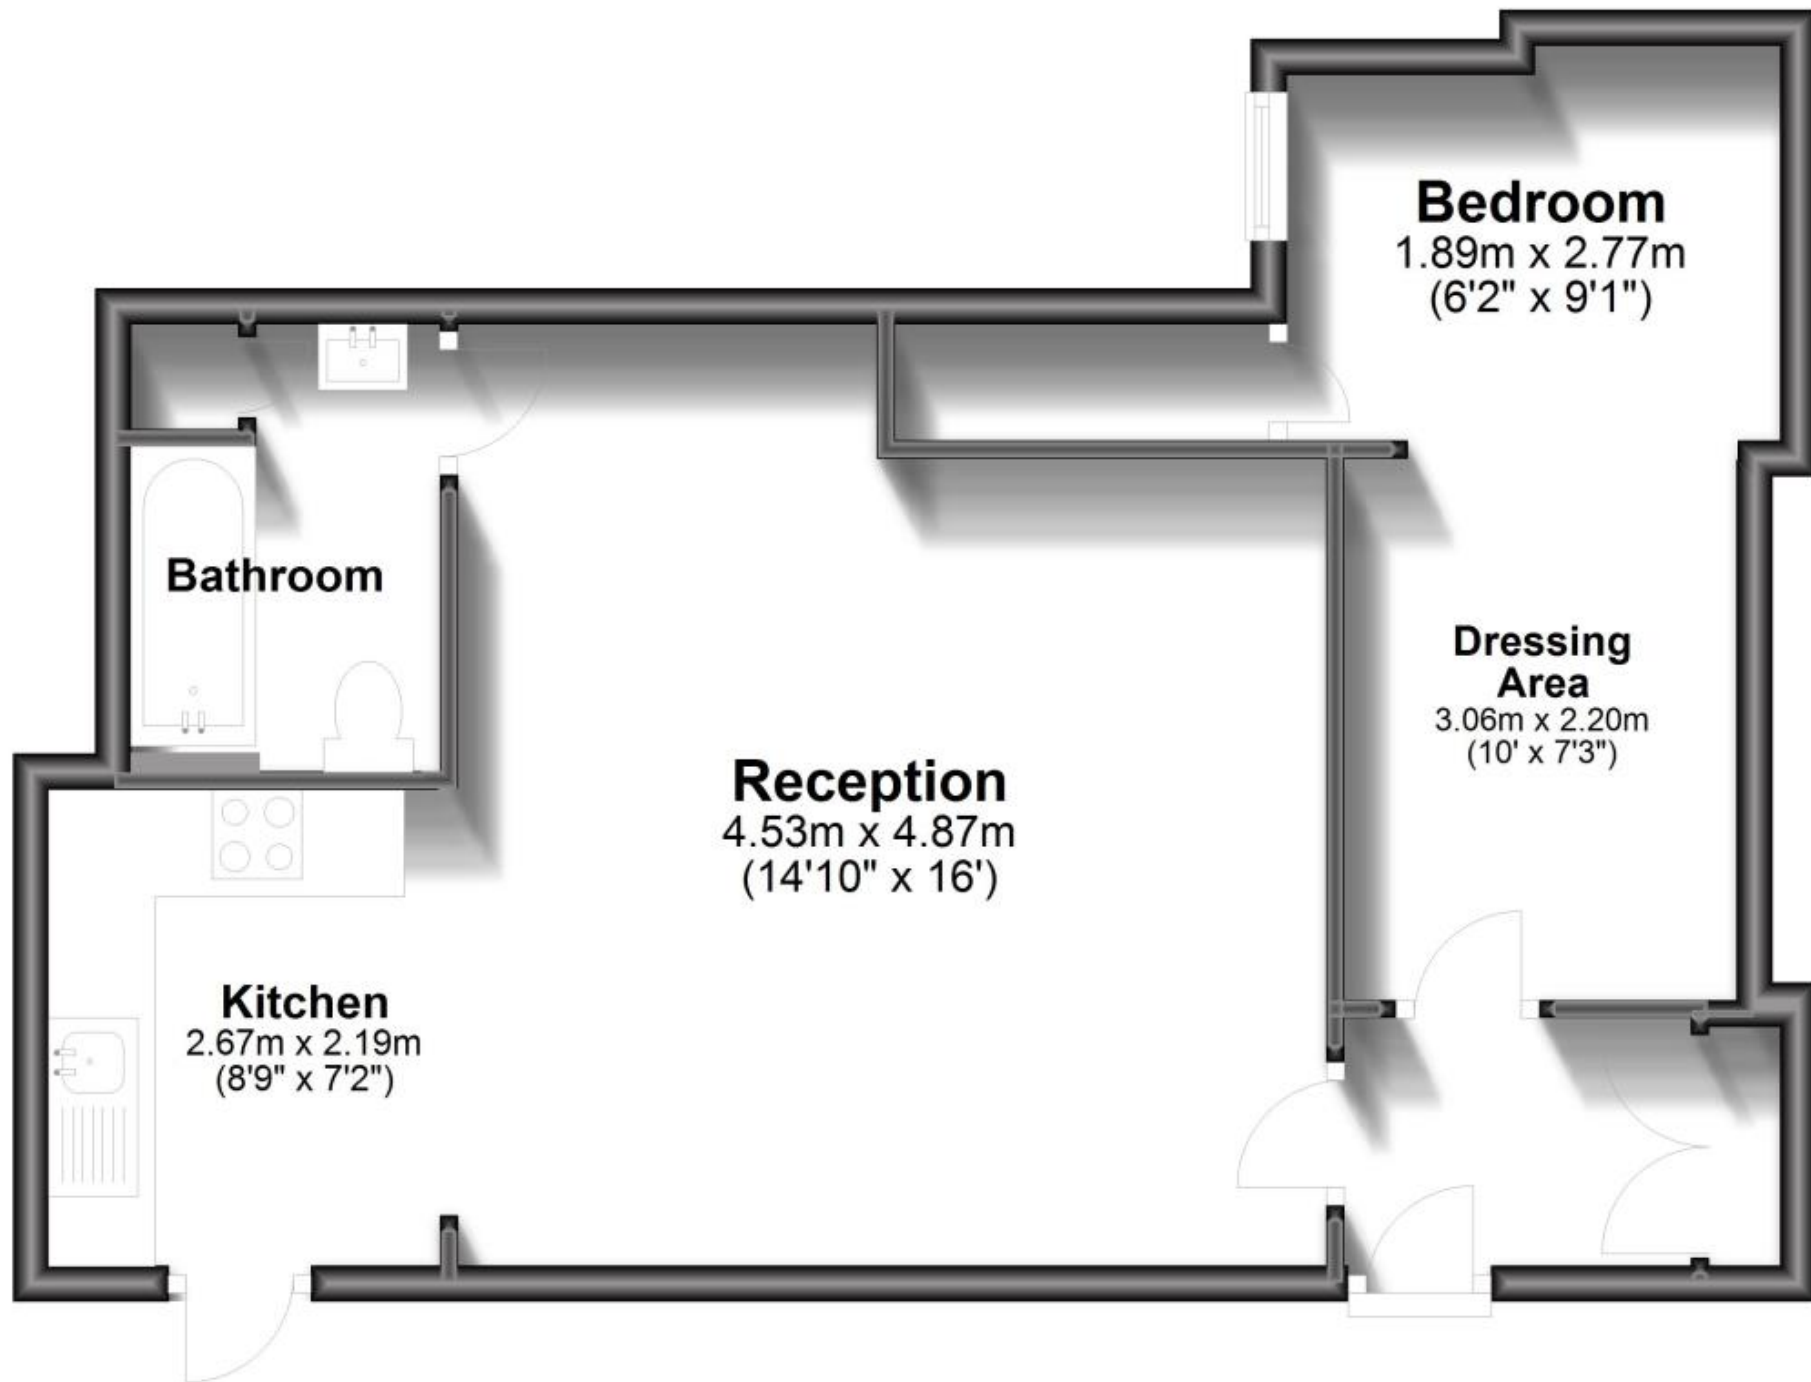 Bedroom
1.89m x 2.77m
(6'2" x 9'1")
Bathroom
Dressing
Area
3.06m x 2.20m
(10' x 7'3")
Reception
4.53m x 4.87m
(14'10" x 16')
Kitchen
2.67m x 2.19m
(8'9" x 7'2")